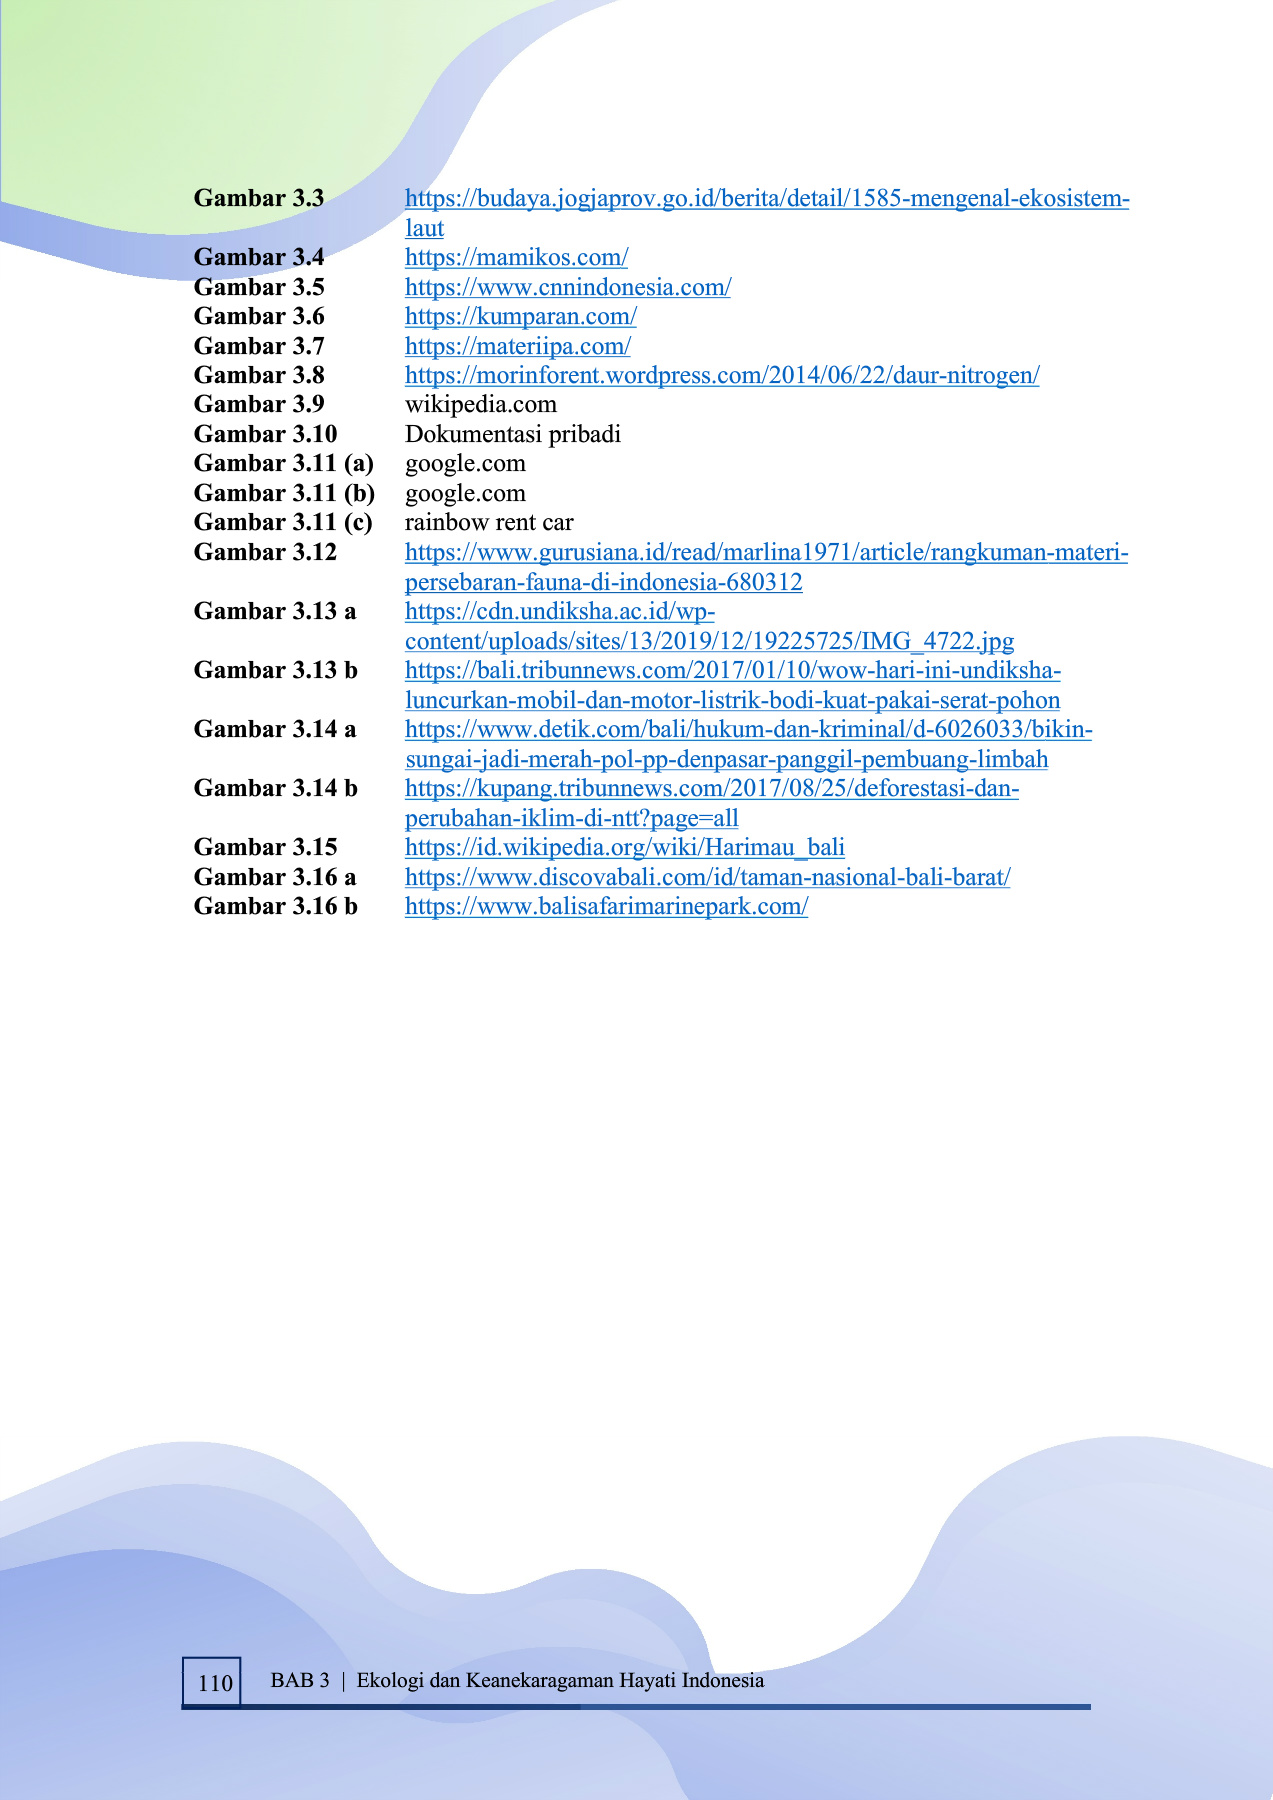 Gambar 3.3 https://budaya.jogjaprov.go.id/berita/detail/1585-mengenal-ekosistem-
laut
Gambar 3.4 https://mamikos.com/
Gambar 3.5 https://www.cnnindonesia.com/
Gambar 3.6 https://kumparan.com/
Gambar 3.7 https://materiipa.com/
Gambar 3.8 https://morinforent.wordpress.com/2014/06/22/daur-nitrogen/
Gambar 3.9 wikipedia.com
Gambar 3.10 Dokumentasi pribadi
Gambar 3.11 (a) google.com
Gambar 3.11 (b) google.com
Gambar 3.11 (c) rainbow rent car
Gambar 3.12 https://www.gurusiana.id/read/marlina1971/article/rangkuman-materi-
persebaran-fauna-di-indonesia-680312
Gambar 3.13 a https://cdn.undiksha.ac.id/wp-
content/uploads/sites/13/2019/12/19225725/IMG_4722.jpg
Gambar 3.13 b https://bali.tribunnews.com/2017/01/10/wow-hari-ini-undiksha-
luncurkan-mobil-dan-motor-listrik-bodi-kuat-pakai-serat-pohon
Gambar 3.14 a https://www.detik.com/bali/hukum-dan-kriminal/d-6026033/bikin-
sungai-jadi-merah-pol-pp-denpasar-panggil-pembuang-limbah
Gambar 3.14 b https://kupang.tribunnews.com/2017/08/25/deforestasi-dan-
perubahan-iklim-di-ntt?page=all
Gambar 3.15 https://id.wikipedia.org/wiki/Harimau_bali
Gambar 3.16 a https://www.discovabali.com/id/taman-nasional-bali-barat/
Gambar 3.16 b https://www.balisafarimarinepark.com/
110 BAB 3 | Ekologi dan Keanekaragaman Hayati Indonesia